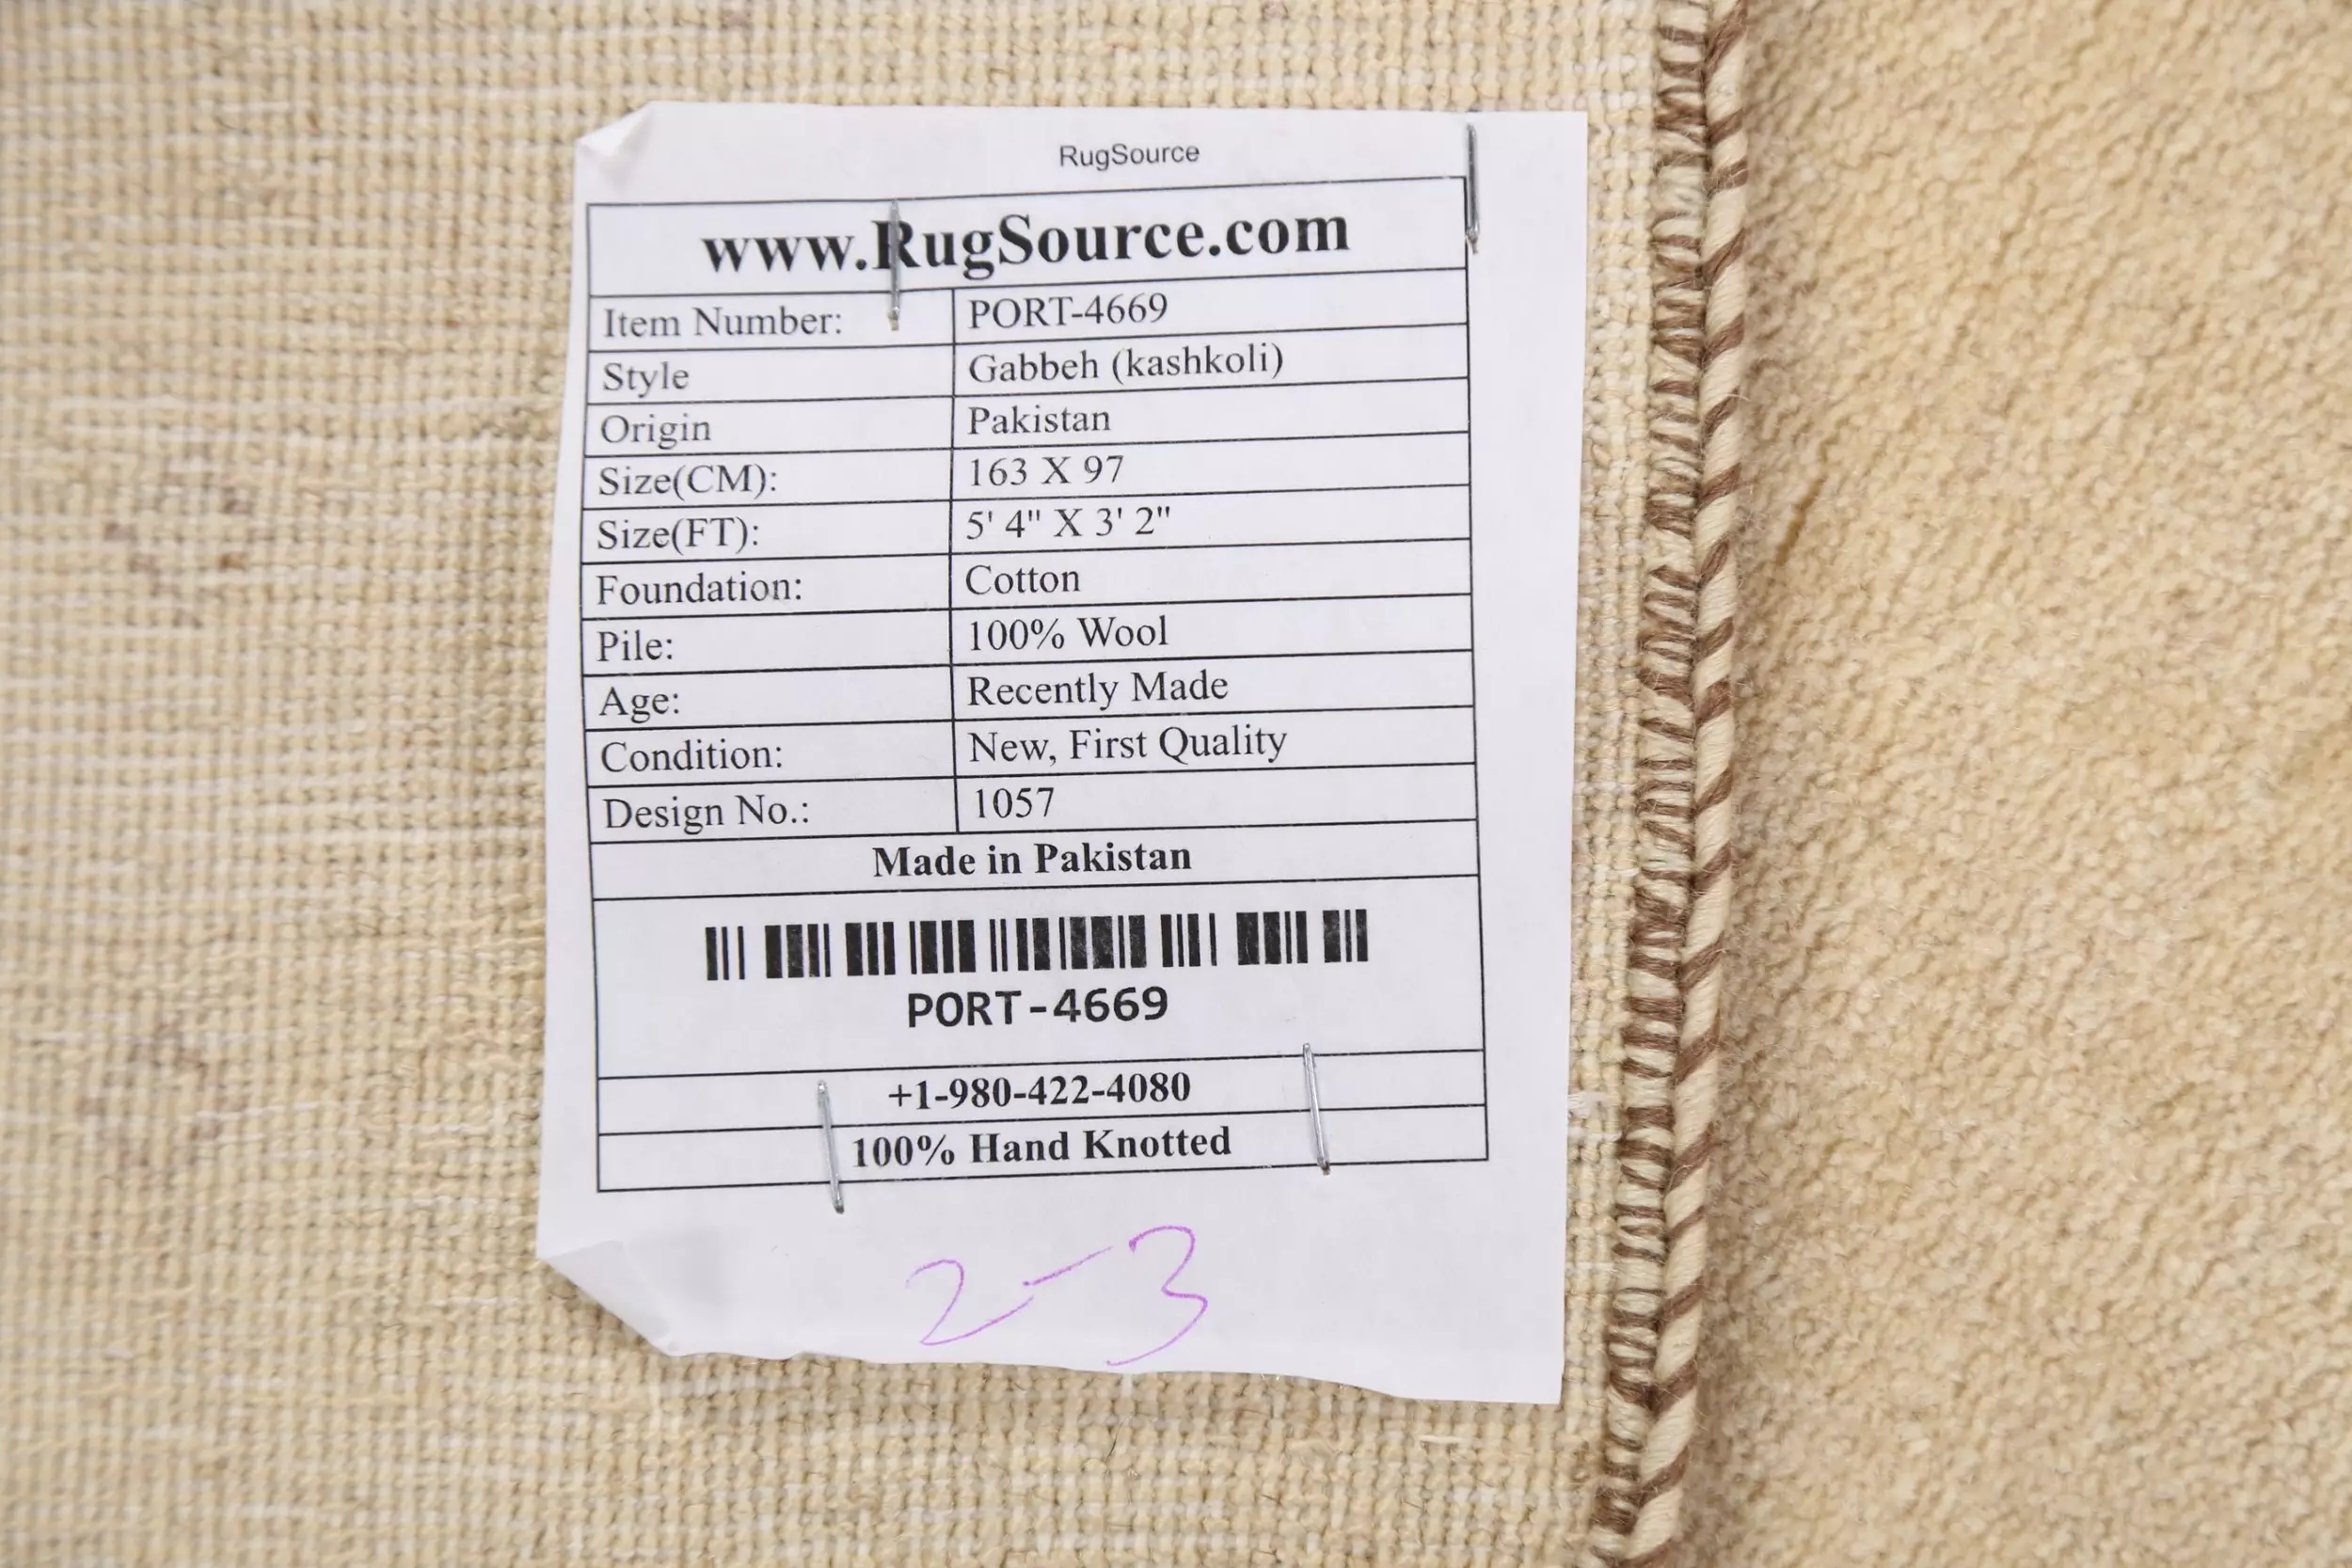 RugSource
www.RugSource.com
Item Number: PORT-4669
Style Gabbeh (kashkoli)
Origin Pakistan
Size(CM): 163 X 97
Size(FT): 5' 4" X 3' 2"
Foundation: Cotton
Pile: 100% Wool
Age: Recently Made
Condition: New, First Quality
Design No.: 1057
Made in Pakistan
PORT-4669
+1-980-422-4080
100% Hand Knotted
2-3